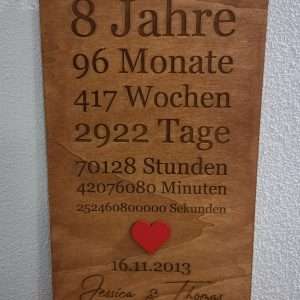 8 Jahre
96 Monate
417 Wochen
2922 Tage
70128 Stunden
42076080 Minuten
252460800000 Sekunden
16.11.2013
Jessica & Thomas